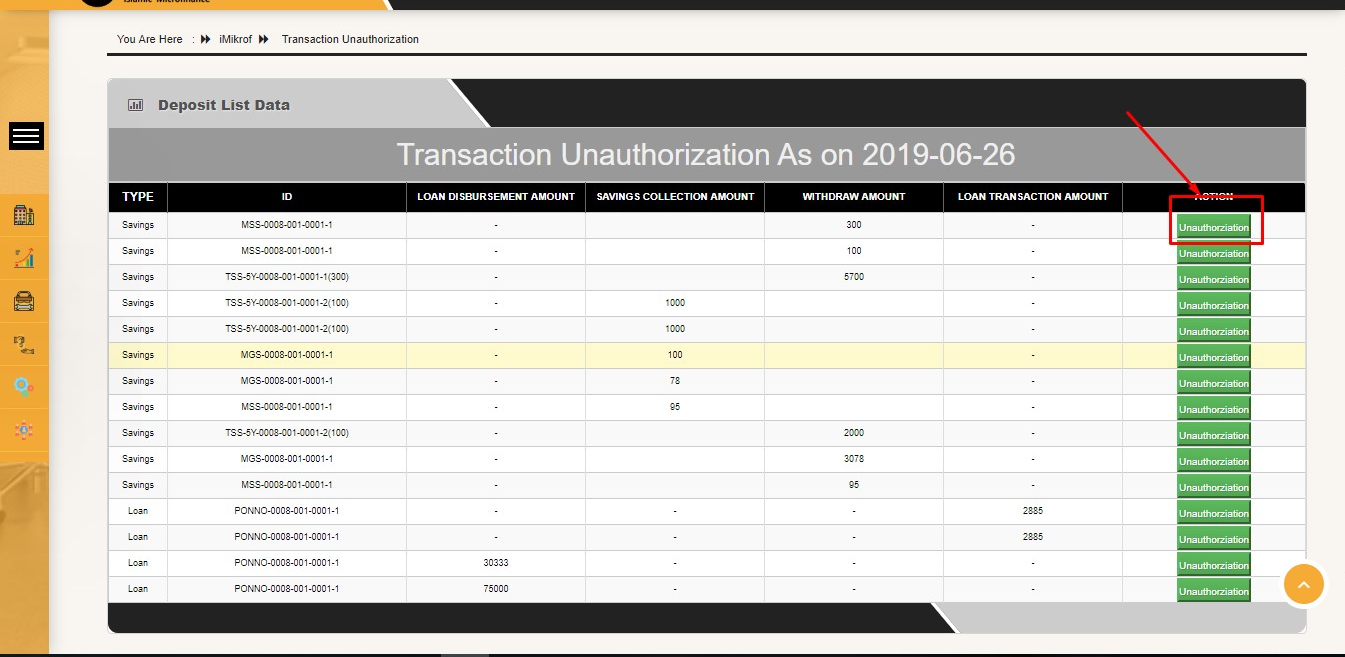 Islamic Microfinance
You Are Here : iMikrof Transaction Unauthorization
Deposit List Data
Transaction Unauthorization As on 2019-06-26
TYPE ID LOAN DISBURSEMENT AMOUNT SAVINGS COLLECTION AMOUNT WITHDRAW AMOUNT LOAN TRANSACTION AMOUNT ACTION
Savings MSS-0008-001-0001-1 - 300 - Unauthorziation
Savings MSS-0008-001-0001-1 - 100 - Unauthorziation
Savings TSS-5Y-0008-001-0001-1(300) - 5700 - Unauthorziation
Savings TSS-5Y-0008-001-0001-2(100) - 1000 - Unauthorziation
Savings TSS-5Y-0008-001-0001-2(100) - 1000 - Unauthorziation
Savings MGS-0008-001-0001-1 - 100 - Unauthorziation
Savings MGS-0008-001-0001-1 - 78 - Unauthorziation
Savings MSS-0008-001-0001-1 - 95 - Unauthorziation
Savings TSS-5Y-0008-001-0001-2(100) - 2000 - Unauthorziation
Savings MGS-0008-001-0001-1 - 3078 - Unauthorziation
Savings MSS-0008-001-0001-1 - 95 - Unauthorziation
Loan PONNO-0008-001-0001-1 - - - 2885 Unauthorziation
Loan PONNO-0008-001-0001-1 - - - 2885 Unauthorziation
Loan PONNO-0008-001-0001-1 30333 - - - Unauthorziation
Loan PONNO-0008-001-0001-1 75000 - - - Unauthorziation